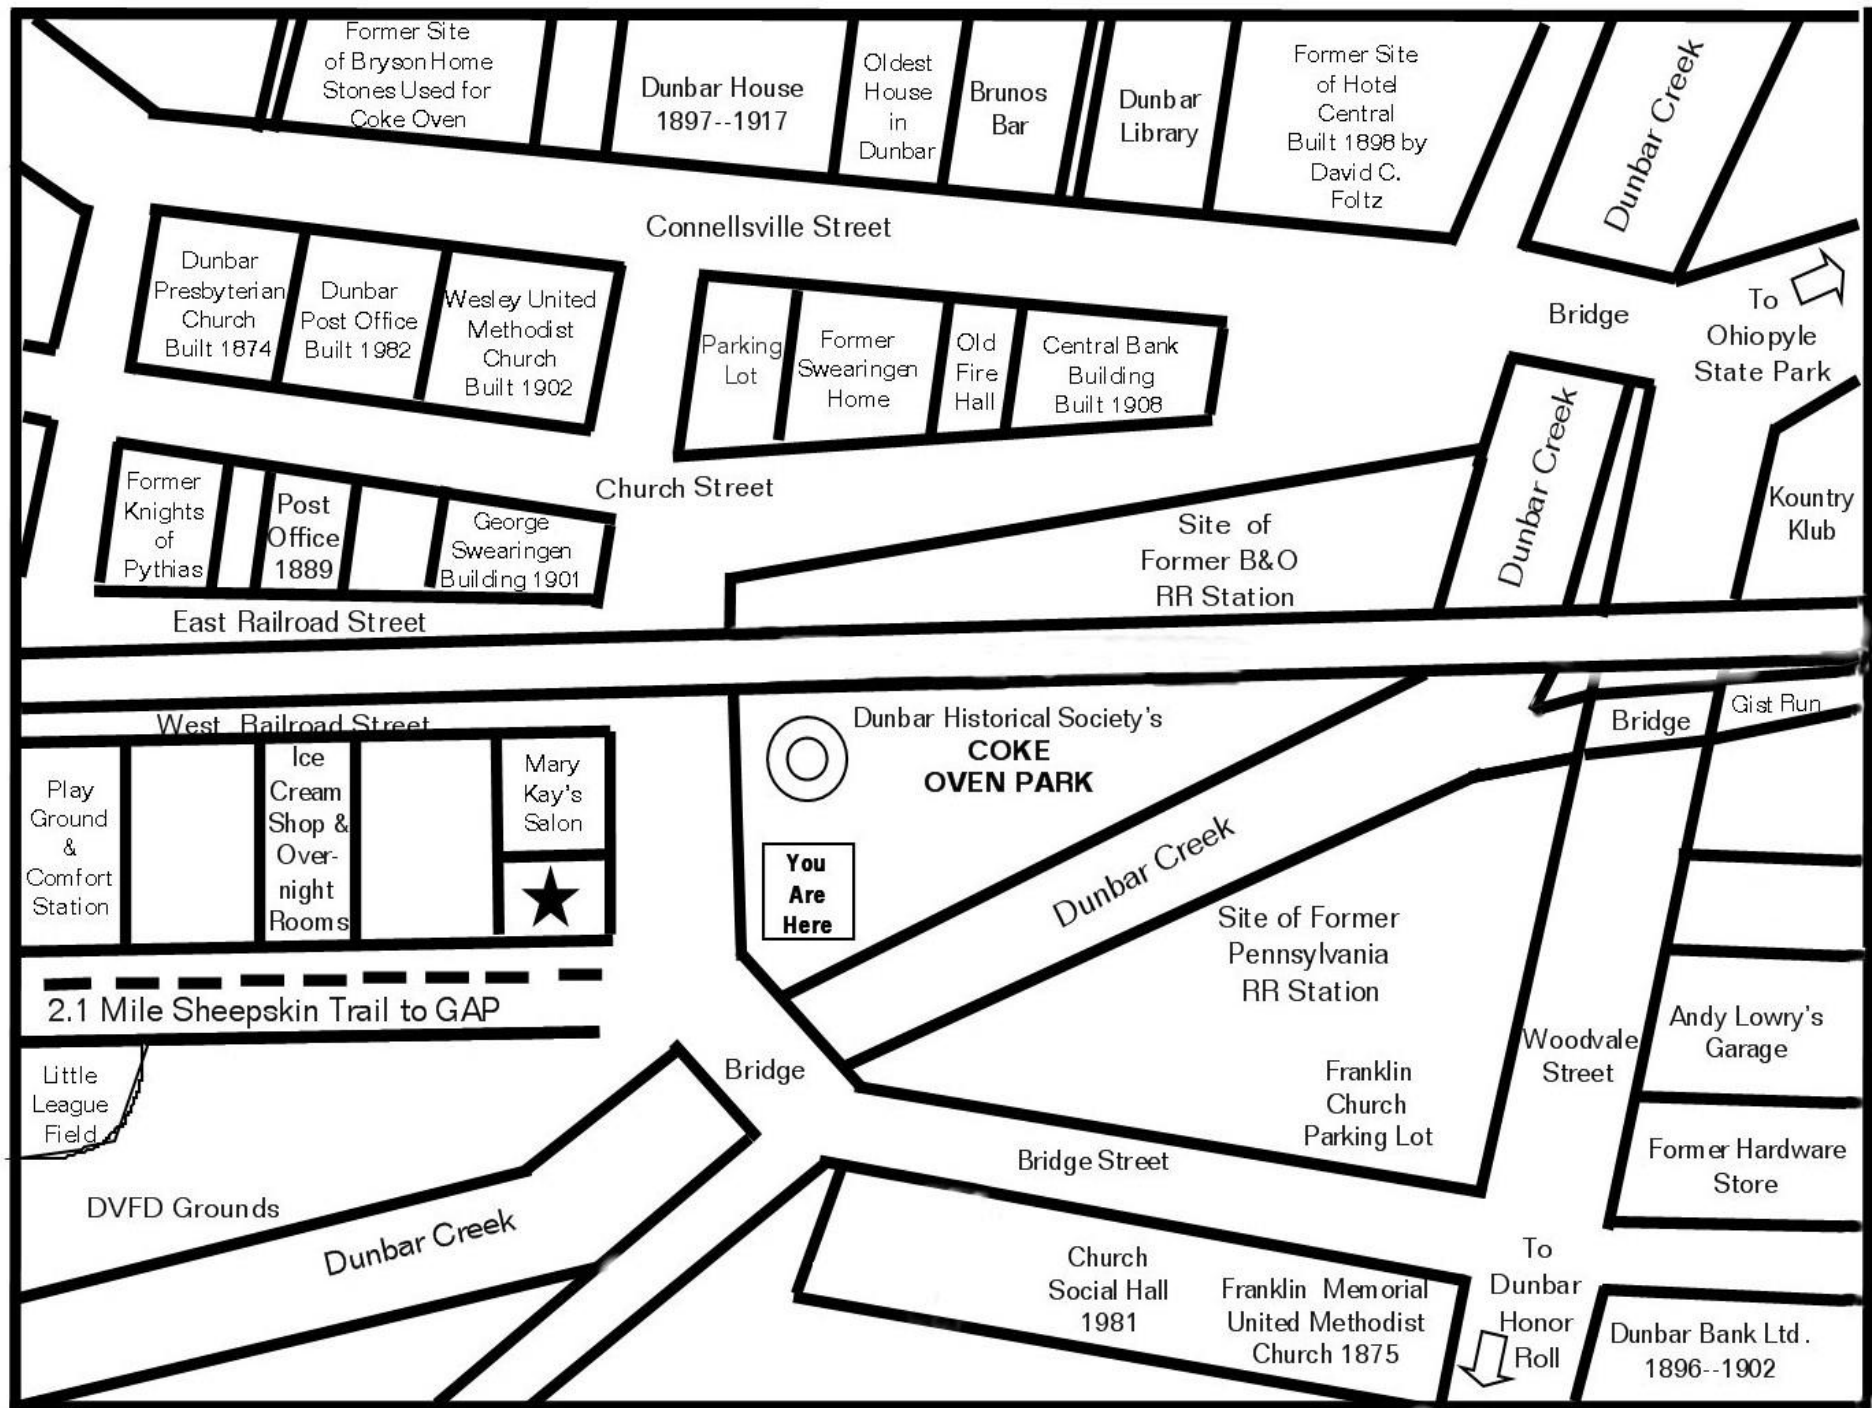 Former Site
of Bryson Home
Stones Used for
Coke Oven
Dunbar House
1897--1917
Oldest
House
in
Dunbar
Brunos
Bar
Dunbar
Library
Former Site
of Hotel
Central
Built 1898 by
David C.
Foltz
Dunbar Creek
Connellsville Street
Dunbar
Presbyterian
Church
Built 1874
Dunbar
Post Office
Built 1982
Wesley United
Methodist
Church
Built 1902
Parking
Lot
Former
Swearingen
Home
Old
Fire
Hall
Central Bank
Building
Built 1908
Bridge
To
Ohiopyle
State Park
Dunbar Creek
Kountry
Klub
Former
Knights
of
Pythias
Post
Office
1889
George
Swearingen
Building 1901
Church Street
Site of
Former B&O
RR Station
East Railroad Street
West Railroad Street
Play
Ground
&
Comfort
Station
Ice
Cream
Shop &
Over-
night
Rooms
Mary
Kay's
Salon
Dunbar Historical Society's
COKE
OVEN PARK
You
Are
Here
Dunbar Creek
Bridge
Gist Run
Site of Former
Pennsylvania
RR Station
2.1 Mile Sheepskin Trail to GAP
Little
League
Field
Bridge
Franklin
Church
Parking Lot
Woodvale
Street
Andy Lowry's
Garage
Former Hardware
Store
Bridge Street
DVFD Grounds
Dunbar Creek
Church
Social Hall
1981
Franklin Memorial
United Methodist
Church 1875
To
Dunbar
Honor
Roll
Dunbar Bank Ltd.
1896--1902